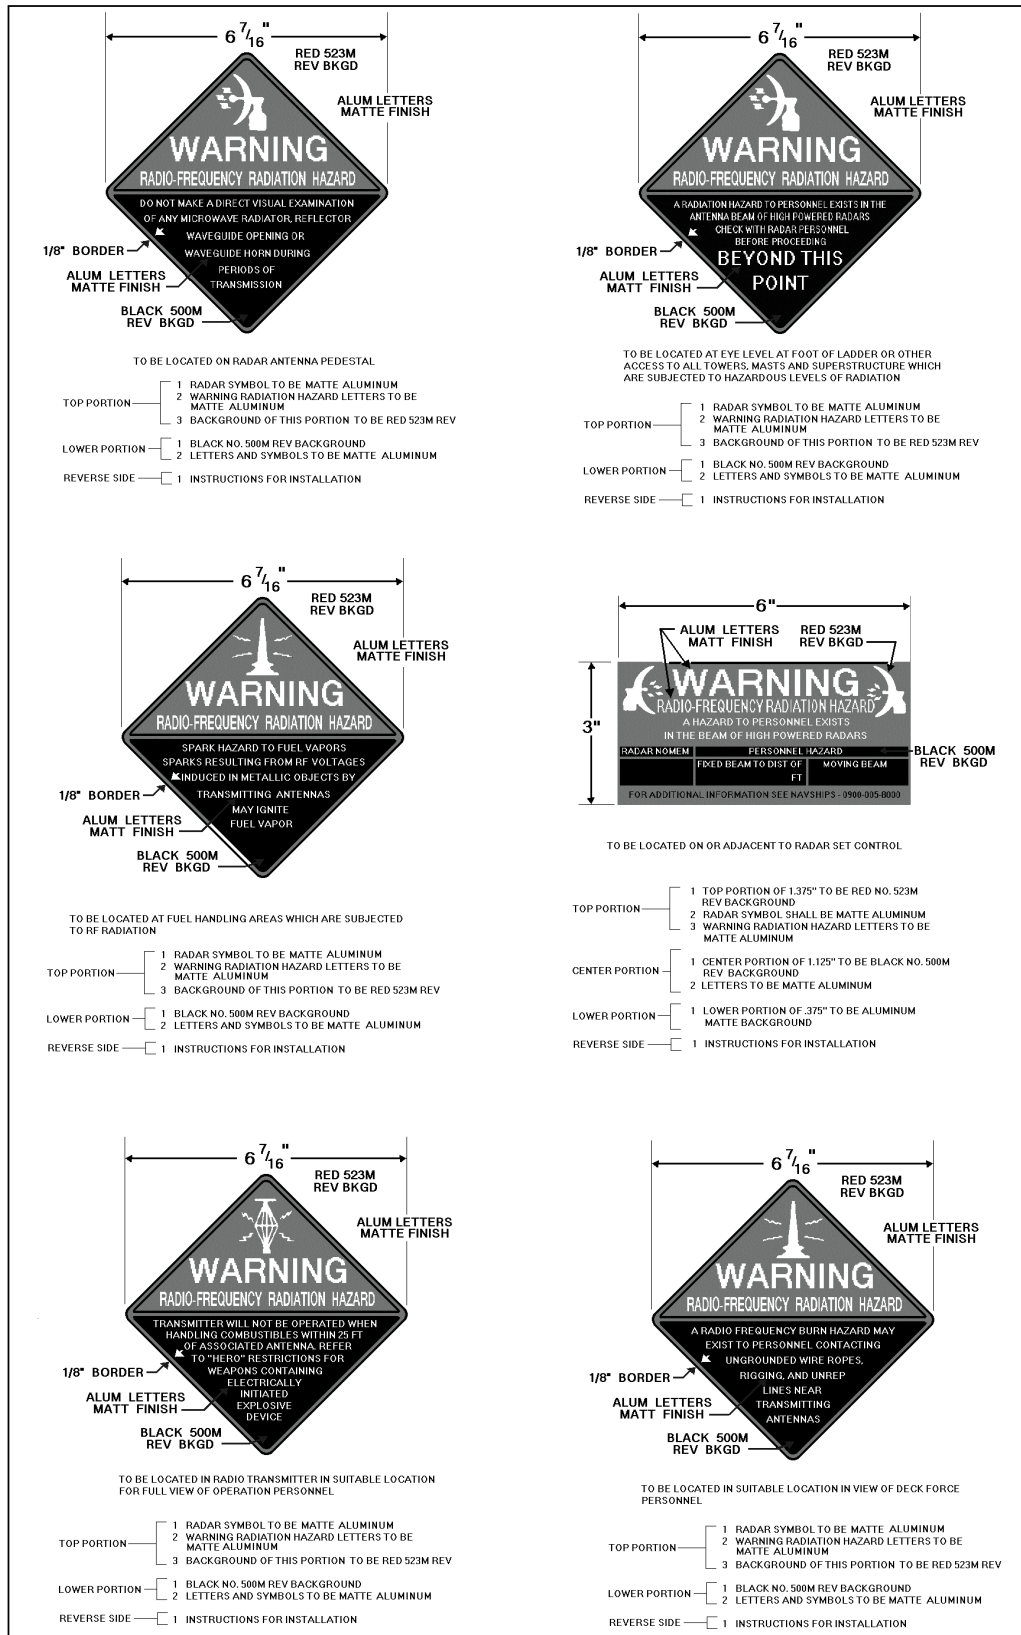 6 7/16"
RED 523M
REV BKGD
ALUM LETTERS
MATTE FINISH
WARNING
RADIO-FREQUENCY RADIATION HAZARD
DO NOT MAKE A DIRECT VISUAL EXAMINATION
OF ANY MICROWAVE RADIATOR, REFLECTOR
WAVEGUIDE OPENING OR
WAVEGUIDE HORN DURING
PERIODS OF
TRANSMISSION
1/8" BORDER
ALUM LETTERS
MATTE FINISH
BLACK 500M
REV BKGD
TO BE LOCATED ON RADAR ANTENNA PEDESTAL
TOP PORTION
1 RADAR SYMBOL TO BE MATTE ALUMINUM
2 WARNING RADIATION HAZARD LETTERS TO BE
MATTE ALUMINUM
3 BACKGROUND OF THIS PORTION TO BE RED 523M REV
LOWER PORTION
1 BLACK NO. 500M REV BACKGROUND
2 LETTERS AND SYMBOLS TO BE MATTE ALUMINUM
REVERSE SIDE
1 INSTRUCTIONS FOR INSTALLATION
6 7/16"
RED 523M
REV BKGD
ALUM LETTERS
MATTE FINISH
WARNING
RADIO-FREQUENCY RADIATION HAZARD
A RADIATION HAZARD TO PERSONNEL EXISTS IN THE
ANTENNA BEAM OF HIGH POWERED RADARS
CHECK WITH RADAR PERSONNEL
BEFORE PROCEEDING
BEYOND THIS
POINT
1/8" BORDER
ALUM LETTERS
MATT FINISH
BLACK 500M
REV BKGD
TO BE LOCATED AT EYE LEVEL AT FOOT OF LADDER OR OTHER
ACCESS TO ALL TOWERS, MASTS AND SUPERSTRUCTURE WHICH
ARE SUBJECTED TO HAZARDOUS LEVELS OF RADIATION
TOP PORTION
1 RADAR SYMBOL TO BE MATTE ALUMINUM
2 WARNING RADIATION HAZARD LETTERS TO BE
MATTE ALUMINUM
3 BACKGROUND OF THIS PORTION TO BE RED 523M REV
LOWER PORTION
1 BLACK NO. 500M REV BACKGROUND
2 LETTERS AND SYMBOLS TO BE MATTE ALUMINUM
REVERSE SIDE
1 INSTRUCTIONS FOR INSTALLATION
6 7/16"
RED 523M
REV BKGD
ALUM LETTERS
MATTE FINISH
WARNING
RADIO-FREQUENCY RADIATION HAZARD
SPARK HAZARD TO FUEL VAPORS
SPARKS RESULTING FROM RF VOLTAGES
INDUCED IN METALLIC OBJECTS BY
TRANSMITTING ANTENNAS
MAY IGNITE
FUEL VAPOR
1/8" BORDER
ALUM LETTERS
MATT FINISH
BLACK 500M
REV BKGD
TO BE LOCATED AT FUEL HANDLING AREAS WHICH ARE SUBJECTED
TO RF RADIATION
TOP PORTION
1 RADAR SYMBOL TO BE MATTE ALUMINUM
2 WARNING RADIATION HAZARD LETTERS TO BE
MATTE ALUMINUM
3 BACKGROUND OF THIS PORTION TO BE RED 523M REV
LOWER PORTION
1 BLACK NO. 500M REV BACKGROUND
2 LETTERS AND SYMBOLS TO BE MATTE ALUMINUM
REVERSE SIDE
1 INSTRUCTIONS FOR INSTALLATION
6"
ALUM LETTERS
MATT FINISH
RED 523M
REV BKGD
3"
WARNING
RADIO-FREQUENCY RADIATION HAZARD
A HAZARD TO PERSONNEL EXISTS
IN THE BEAM OF HIGH POWERED RADARS
RADAR NOMEM
PERSONNEL HAZARD
FIXED BEAM TO DIST OF
FT
MOVING BEAM
FOR ADDITIONAL INFORMATION SEE NAVSHIPS - 0900-005-8000
BLACK 500M
REV BKGD
TO BE LOCATED ON OR ADJACENT TO RADAR SET CONTROL
TOP PORTION
1 TOP PORTION OF 1.375" TO BE RED NO. 523M
REV BACKGROUND
2 RADAR SYMBOL SHALL BE MATTE ALUMINUM
3 WARNING RADIATION HAZARD LETTERS TO BE
MATTE ALUMINUM
CENTER PORTION
1 CENTER PORTION OF 1.125" TO BE BLACK NO. 500M
REV BACKGROUND
2 LETTERS TO BE MATTE ALUMINUM
LOWER PORTION
1 LOWER PORTION OF .375" TO BE ALUMINUM
MATTE BACKGROUND
REVERSE SIDE
1 INSTRUCTIONS FOR INSTALLATION
6 7/16"
RED 523M
REV BKGD
ALUM LETTERS
MATTE FINISH
WARNING
RADIO-FREQUENCY RADIATION HAZARD
TRANSMITTER WILL NOT BE OPERATED WHEN
HANDLING COMBUSTIBLES WITHIN 25 FT
OF ASSOCIATED ANTENNA. REFER
TO "HERO" RESTRICTIONS FOR
WEAPONS CONTAINING
ELECTRICALLY
INITIATED
EXPLOSIVE
DEVICE
1/8" BORDER
ALUM LETTERS
MATT FINISH
BLACK 500M
REV BKGD
TO BE LOCATED IN RADIO TRANSMITTER IN SUITABLE LOCATION
FOR FULL VIEW OF OPERATION PERSONNEL
TOP PORTION
1 RADAR SYMBOL TO BE MATTE ALUMINUM
2 WARNING RADIATION HAZARD LETTERS TO BE
MATTE ALUMINUM
3 BACKGROUND OF THIS PORTION TO BE RED 523M REV
LOWER PORTION
1 BLACK NO. 500M REV BACKGROUND
2 LETTERS AND SYMBOLS TO BE MATTE ALUMINUM
REVERSE SIDE
1 INSTRUCTIONS FOR INSTALLATION
6 7/16"
RED 523M
REV BKGD
ALUM LETTERS
MATTE FINISH
WARNING
RADIO-FREQUENCY RADIATION HAZARD
A RADIO FREQUENCY BURN HAZARD MAY
EXIST TO PERSONNEL CONTACTING
UNGROUNDED WIRE ROPES,
RIGGING, AND UNREP
LINES NEAR
TRANSMITTING
ANTENNAS
1/8" BORDER
ALUM LETTERS
MATT FINISH
BLACK 500M
REV BKGD
TO BE LOCATED IN SUITABLE LOCATION IN VIEW OF DECK FORCE
PERSONNEL
TOP PORTION
1 RADAR SYMBOL TO BE MATTE ALUMINUM
2 WARNING RADIATION HAZARD LETTERS TO BE
MATTE ALUMINUM
3 BACKGROUND OF THIS PORTION TO BE RED 523M REV
LOWER PORTION
1 BLACK NO. 500M REV BACKGROUND
2 LETTERS AND SYMBOLS TO BE MATTE ALUMINUM
REVERSE SIDE
1 INSTRUCTIONS FOR INSTALLATION